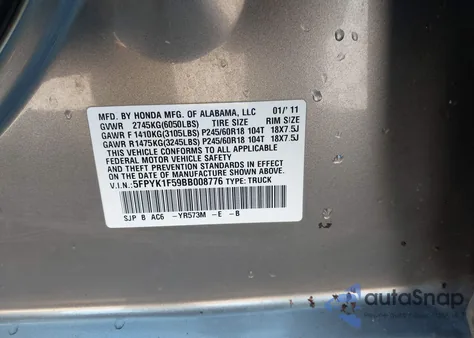 MFD. BY HONDA MFG. OF ALABAMA, LLC 01/'11
GVWR 2745KG(6050LBS) TIRE SIZE RIM SIZE
GAWR F 1410KG(3105LBS) P245/60R18 104T 18X7.5J
GAWR R1475KG(3245LBS) P245/60R18 104T 18X7.5J
THIS VEHICLE CONFORMS TO ALL APPLICABLE
FEDERAL MOTOR VEHICLE SAFETY AND
THEFT PREVENTION STANDARDS IN EFFECT ON
THE DATE OF MANUFACTURE SHOWN ABOVE.
V.I.N.: 5FPYK1F59BB008776 TYPE: TRUCK
SJP B AC6 -YR573M -E -B
autoSnap